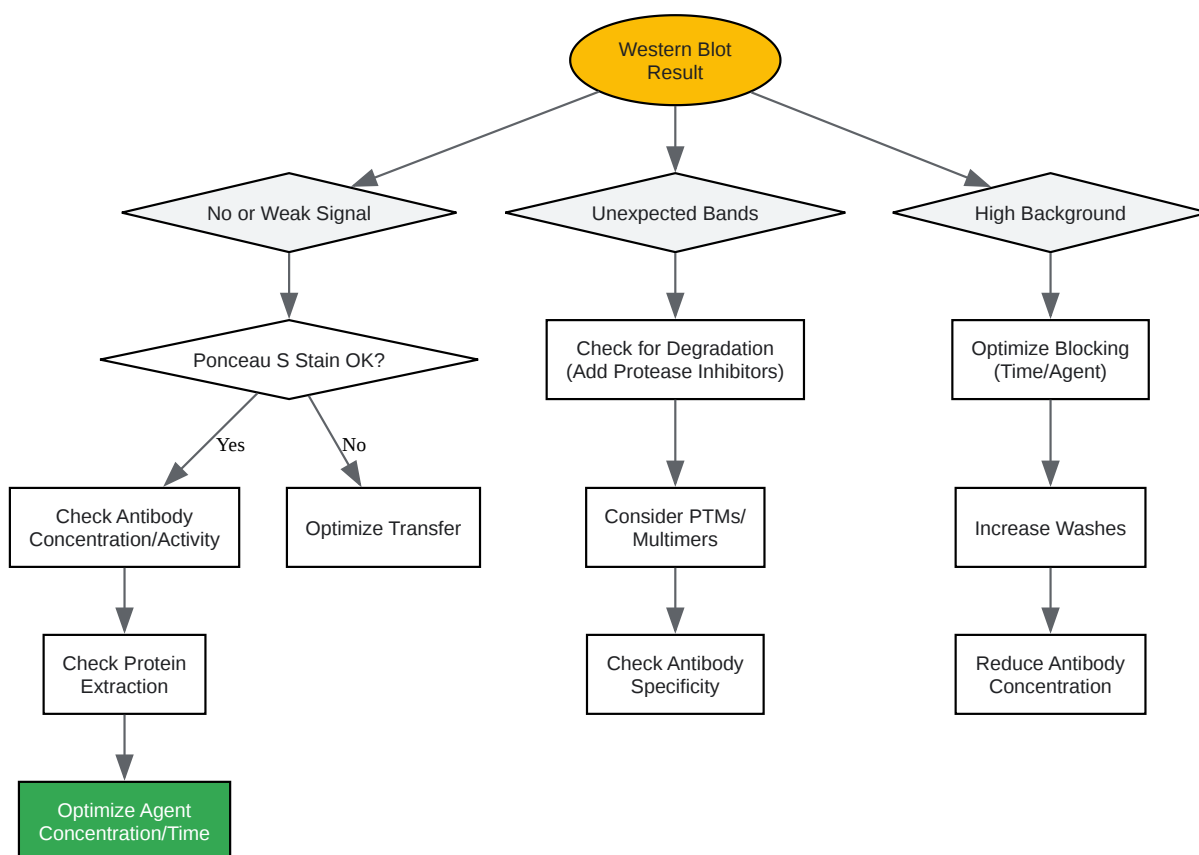 Western Blot
Result
No or Weak Signal
Unexpected Bands
High Background
Ponceau S Stain OK?
Check for Degradation
(Add Protease Inhibitors)
Optimize Blocking
(Time/Agent)
Yes
No
Check Antibody
Concentration/Activity
Optimize Transfer
Consider PTMs/
Multimers
Increase Washes
Check Protein
Extraction
Check Antibody
Specificity
Reduce Antibody
Concentration
Optimize Agent
Concentration/Time